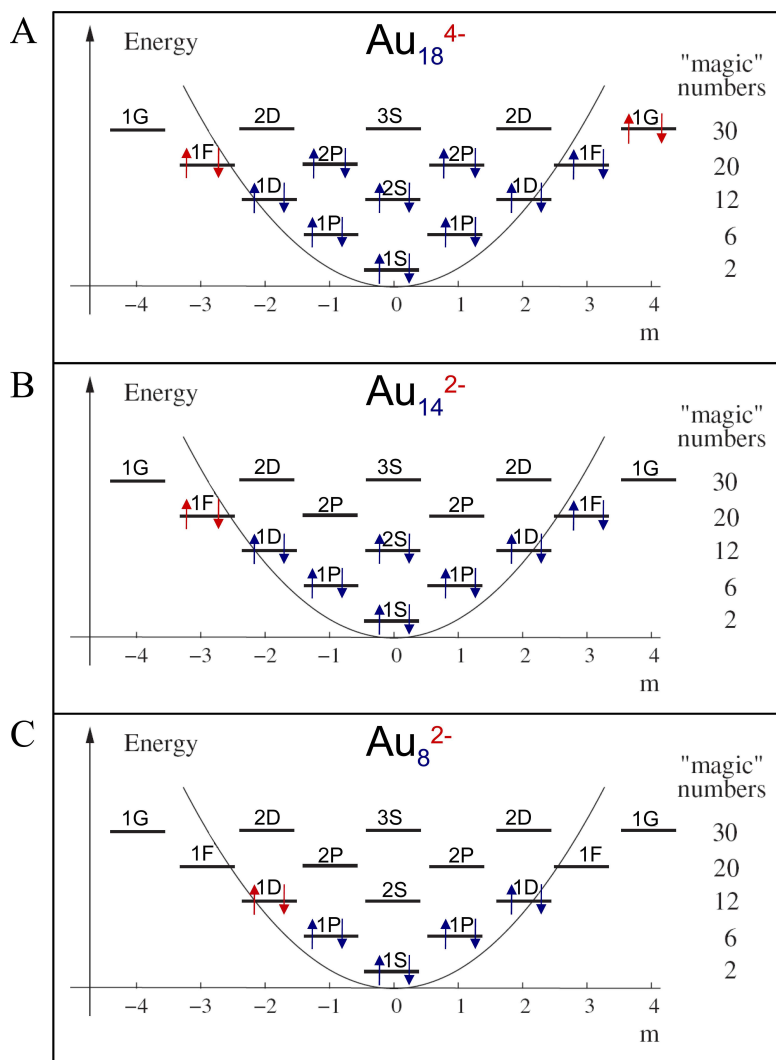 A
Energy
Au18 4-
"magic"
numbers
1G 2D 3S 2D 1G 30
1F 2P 2P 1F 20
1D 2S 1D 12
1P 1P 6
1S 2
−4 −3 −2 −1 0 1 2 3 4
m
B
Energy
Au14 2-
"magic"
numbers
1G 2D 3S 2D 1G 30
1F 2P 2P 1F 20
1D 2S 1D 12
1P 1P 6
1S 2
−4 −3 −2 −1 0 1 2 3 4
m
C
Energy
Au8 2-
"magic"
numbers
1G 2D 3S 2D 1G 30
1F 2P 2P 1F 20
1D 2S 1D 12
1P 1P 6
1S 2
−4 −3 −2 −1 0 1 2 3 4
m